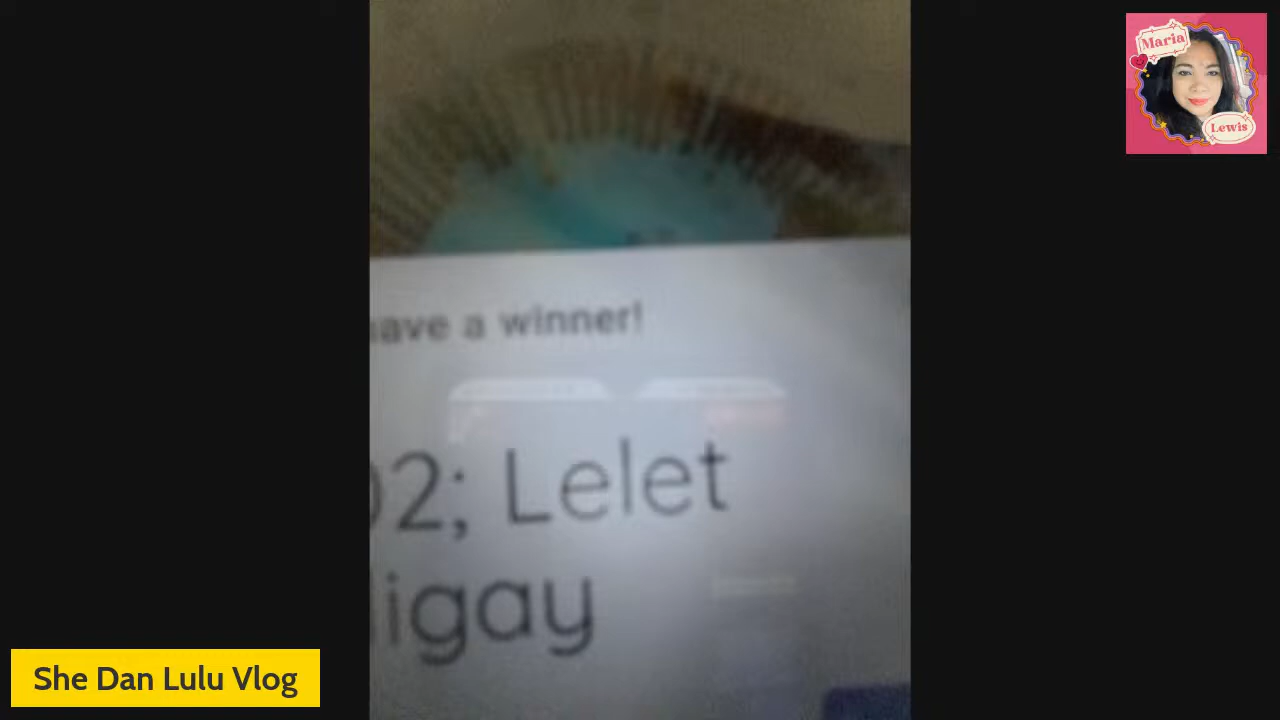 Maria
Lewis
ave a winner!
2; Lelet
igay
She Dan Lulu Vlog